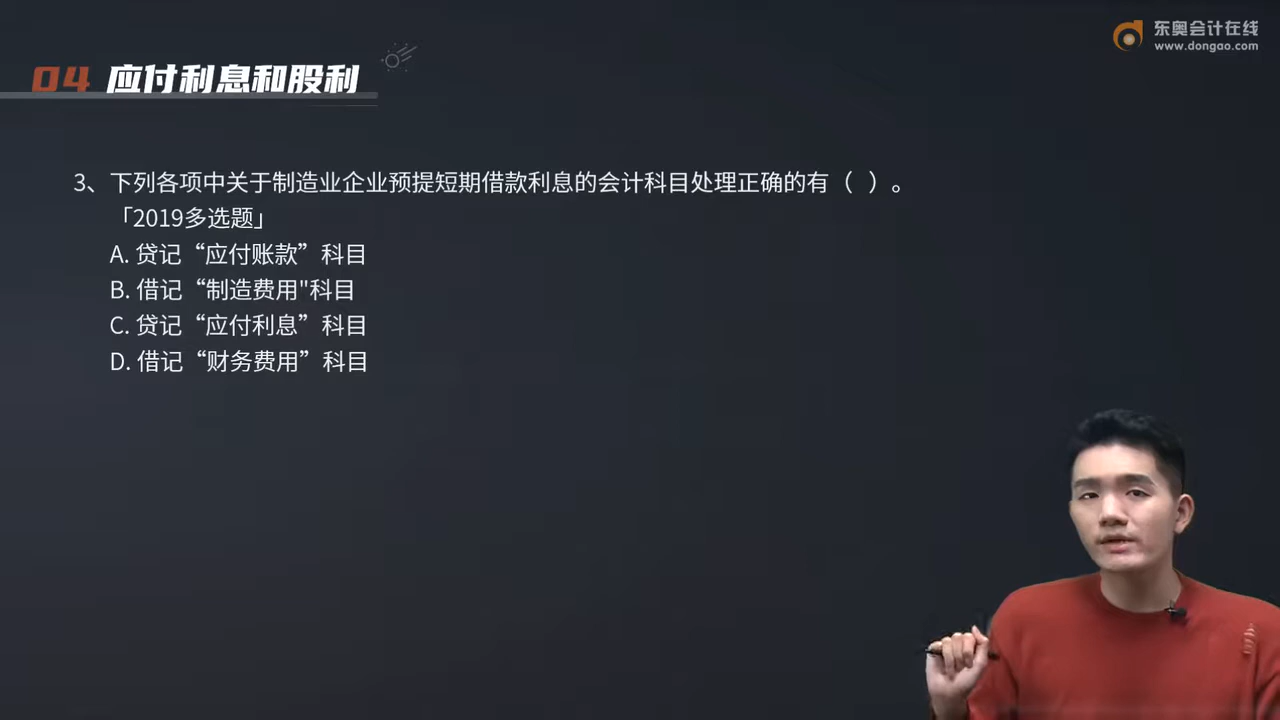 东奥会计在线
www.dongao.com
04 应付利息和股利
3、下列各项中关于制造业企业预提短期借款利息的会计科目处理正确的有（ ）。
「2019多选题」
A. 贷记“应付账款”科目
B. 借记“制造费用"科目
C. 贷记“应付利息”科目
D. 借记“财务费用”科目